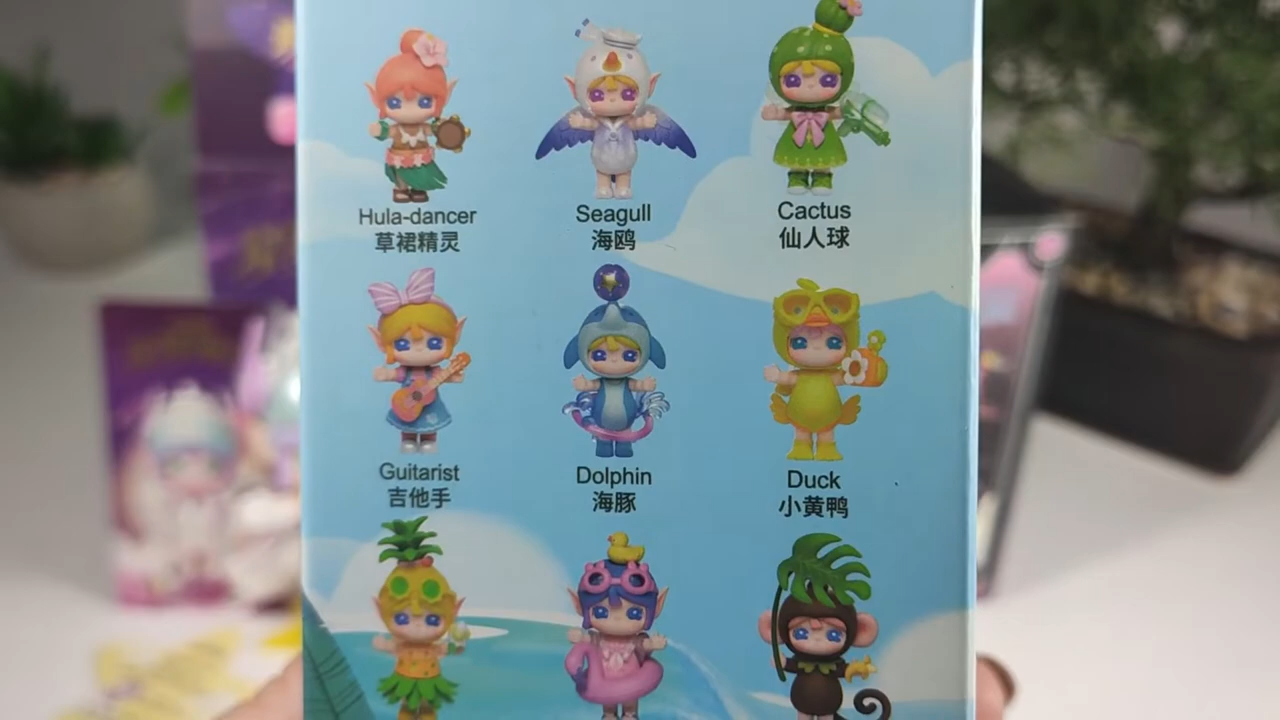 Hula-dancer
草裙精灵
Seagull
海鸥
Cactus
仙人球
Guitarist
吉他手
Dolphin
海豚
Duck
小黄鸭